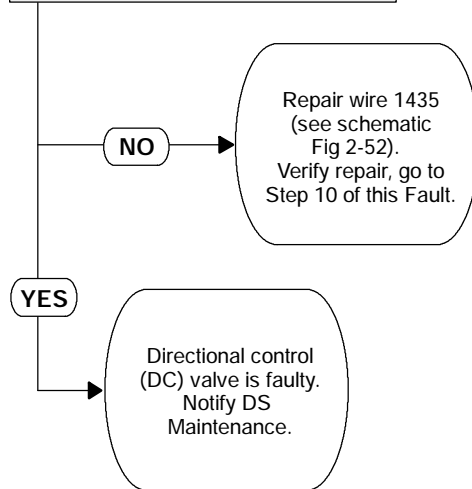 NO
Repair wire 1435
(see schematic
Fig 2-52).
Verify repair, go to
Step 10 of this Fault.
YES
Directional control
(DC) valve is faulty.
Notify DS
Maintenance.